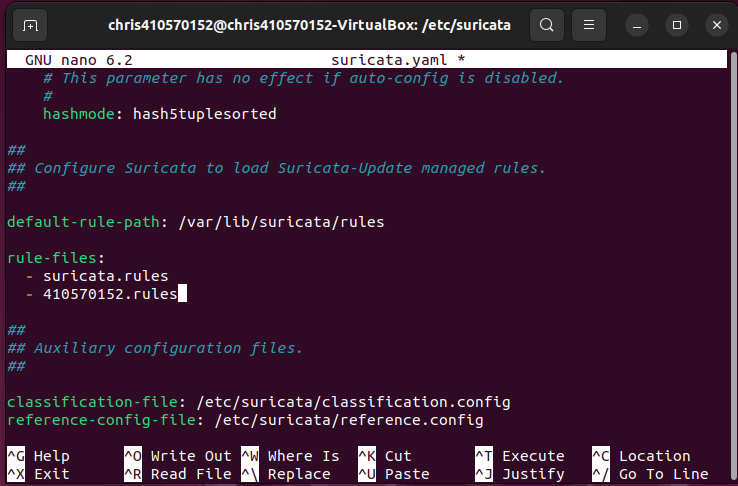 chris410570152@chris410570152-VirtualBox: /etc/suricata
GNU nano 6.2 suricata.yaml *
# This parameter has no effect if auto-config is disabled.
#
hashmode: hash5tuplesorted
##
## Configure Suricata to load Suricata-Update managed rules.
##
default-rule-path: /var/lib/suricata/rules
rule-files:
- suricata.rules
- 410570152.rules
##
## Auxiliary configuration files.
##
classification-file: /etc/suricata/classification.config
reference-config-file: /etc/suricata/reference.config
^G Help ^O Write Out ^W Where Is ^K Cut ^T Execute ^C Location
^X Exit ^R Read File ^\ Replace ^U Paste ^J Justify ^/ Go To Line